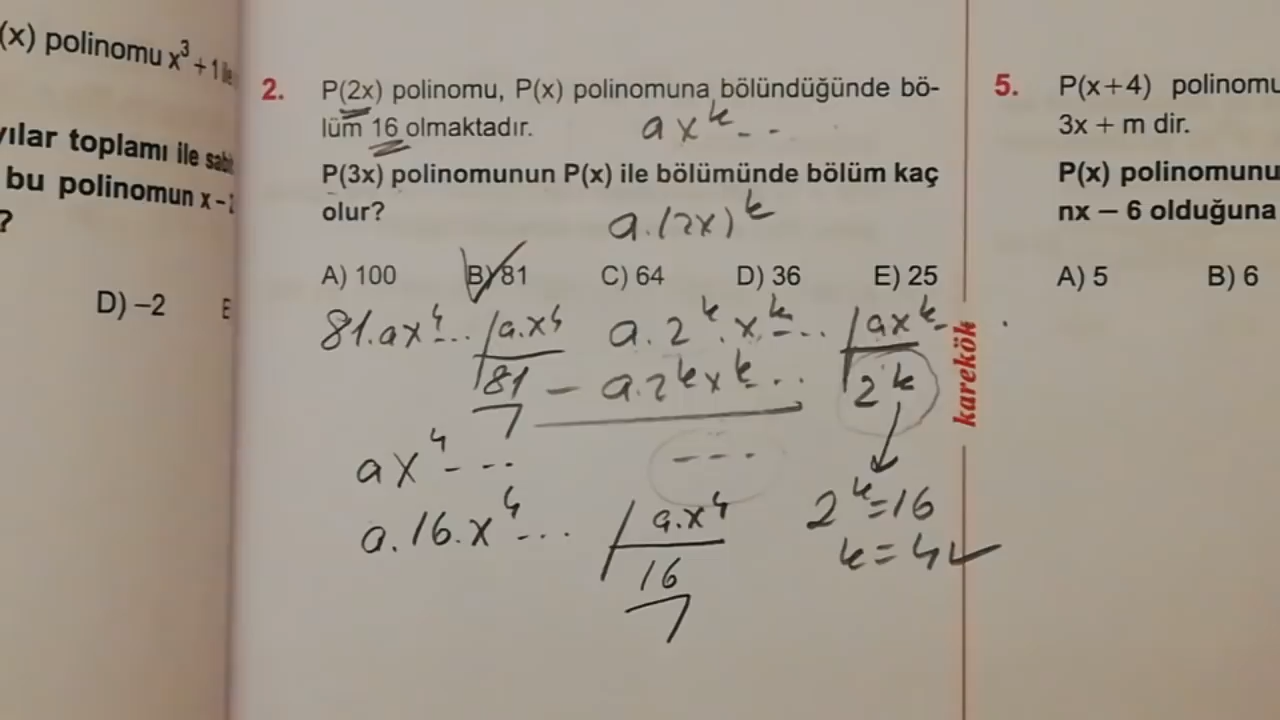 (x) polinomu x³ + 1 ile
yılar toplamı ile
bu polinomun x –
?
D) –2
E
2. P(2x) polinomu, P(x) polinomuna bölündüğünde bö-
lüm 16 olmaktadır.
ax^k- - -
P(3x) polinomunun P(x) ile bölümünde bölüm kaç
olur?
a.(2x)^k
A) 100 B) 81 C) 64 D) 36 E) 25
81.ax⁴... a.x⁴
81
a.2^k.x^k-... ax^k-
– a.2^k x^k... 2^k
- - -
ax⁴- - -
a.16.x⁴- - - a.x⁴
16
2^k=16
k=4
karekök
5. P(x+4) polinomu
3x + m dir.
P(x) polinomunu
nx – 6 olduğuna
A) 5 B) 6